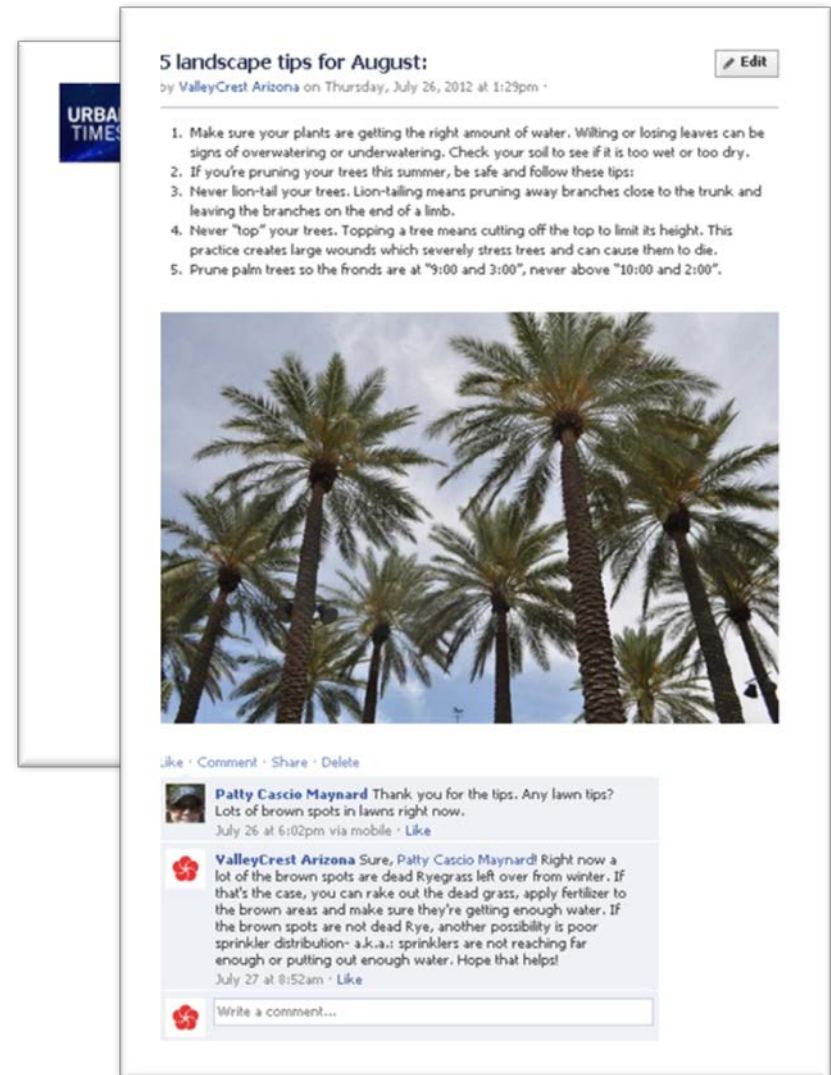 URBA
TIMES
5 landscape tips for August:
Edit
by ValleyCrest Arizona on Thursday, July 26, 2012 at 1:29pm ·
1. Make sure your plants are getting the right amount of water. Wilting or losing leaves can be
signs of overwatering or underwatering. Check your soil to see if it is too wet or too dry.
2. If you're pruning your trees this summer, be safe and follow these tips:
3. Never lion-tail your trees. Lion-tailing means pruning away branches close to the trunk and
leaving the branches on the end of a limb.
4. Never "top" your trees. Topping a tree means cutting off the top to limit its height. This
practice creates large wounds which severely stress trees and can cause them to die.
5. Prune palm trees so the fronds are at "9:00 and 3:00", never above "10:00 and 2:00".
Like · Comment · Share · Delete
Patty Cascio Maynard Thank you for the tips. Any lawn tips?
Lots of brown spots in lawns right now.
July 26 at 6:02pm via mobile · Like
ValleyCrest Arizona Sure, Patty Cascio Maynard! Right now a
lot of the brown spots are dead Ryegrass left over from winter. If
that's the case, you can rake out the dead grass, apply fertilizer to
the brown areas and make sure they're getting enough water. If
the brown spots are not dead Rye, another possibility is poor
sprinkler distribution- a.k.a.: sprinklers are not reaching far
enough or putting out enough water. Hope that helps!
July 27 at 8:52am · Like
Write a comment...